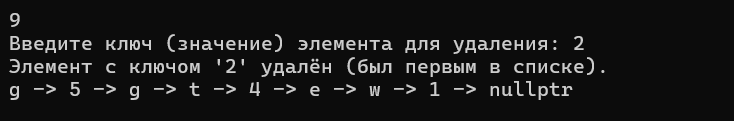 9
Введите ключ (значение) элемента для удаления: 2
Элемент с ключом '2' удалён (был первым в списке).
g -> 5 -> g -> t -> 4 -> e -> w -> 1 -> nullptr